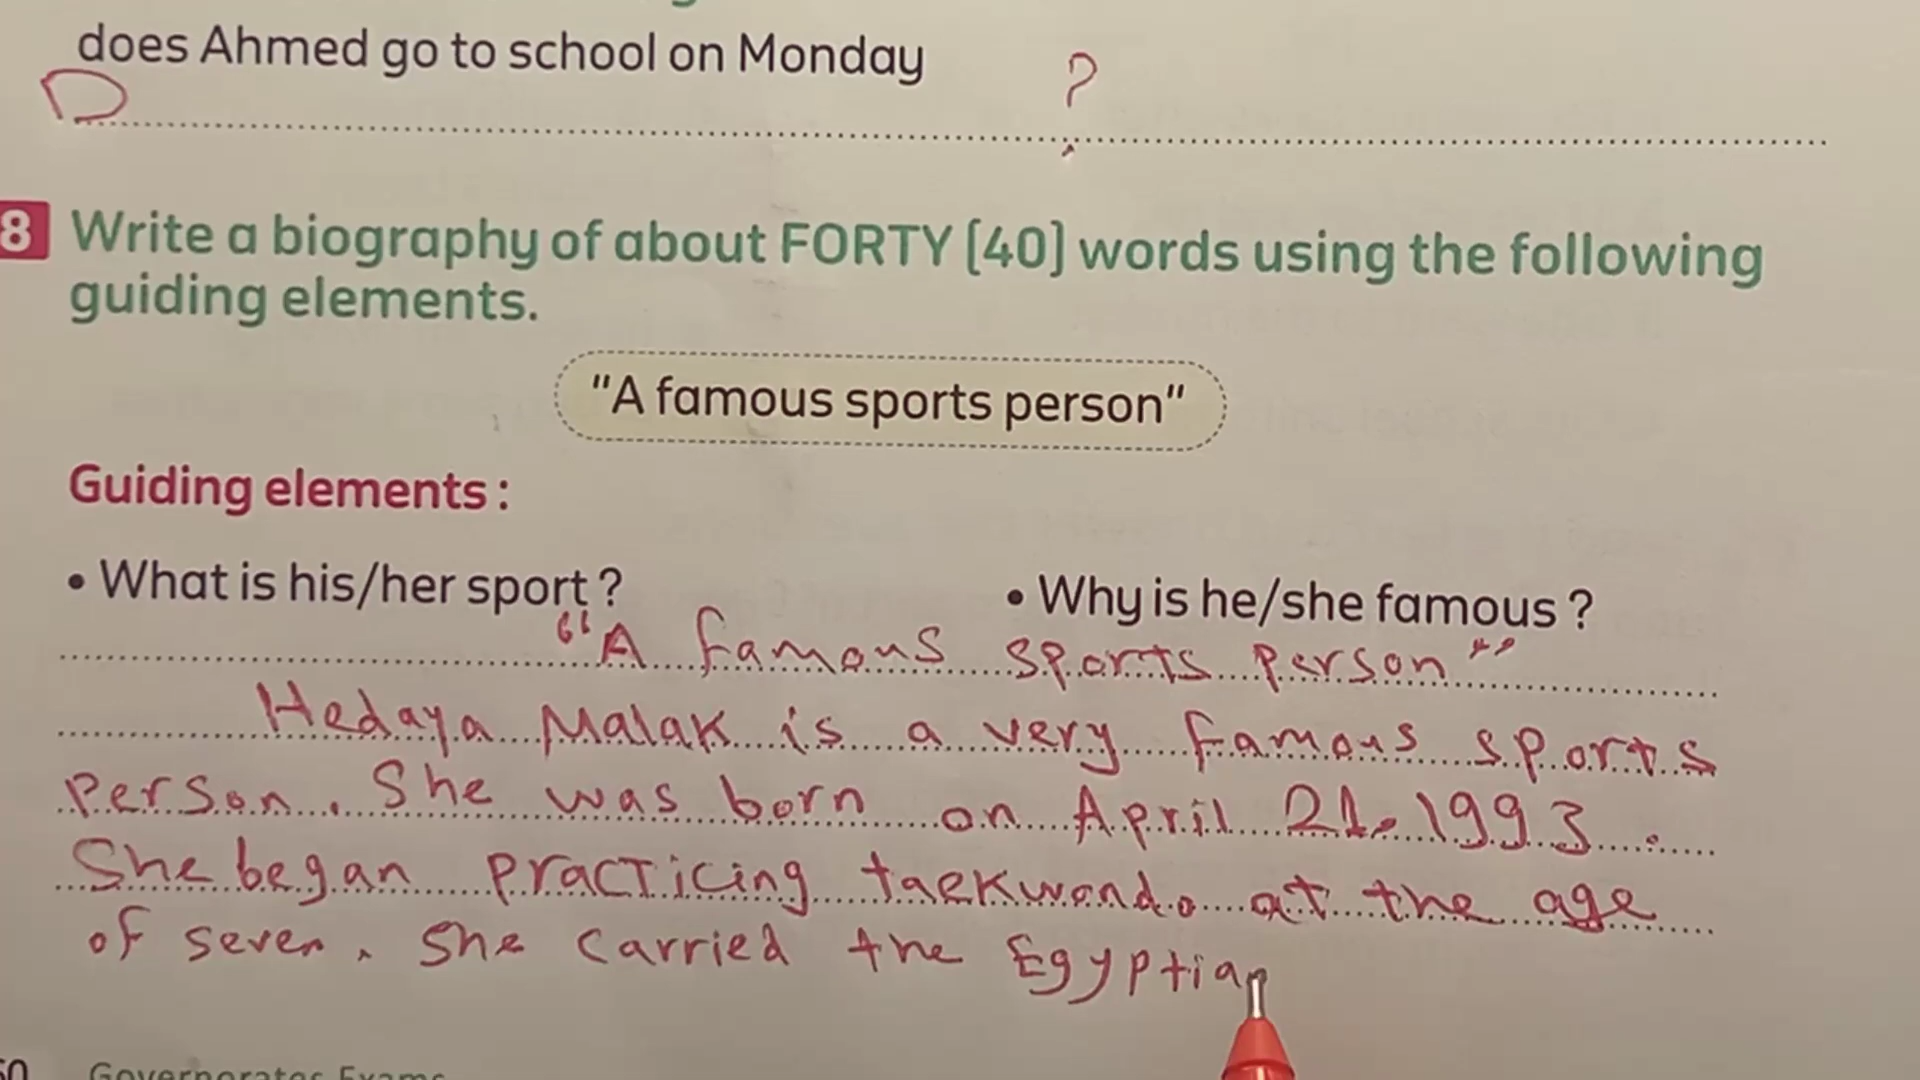 does Ahmed go to school on Monday
D ?
8 Write a biography of about FORTY [40] words using the following
guiding elements.
"A famous sports person"
Guiding elements :
• What is his/her sport ? • Why is he/she famous ?
"A famous sports person"
Hedaya Malak is a very famous sports
person. She was born on April 21, 1993.
She began practicing taekwondo at the age
of seven. She carried the Egyptian
Governorates Exams